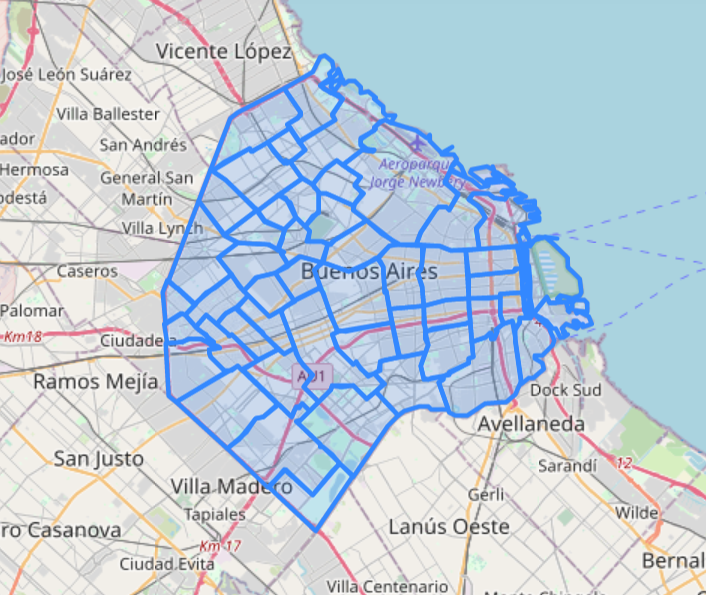 Vicente López
José León Suárez
Villa Ballester
ador
San Andrés
Hermosa
General San
Martín
odestá
Villa Lynch
Aeroparque
Jorge Newbery
Caseros
Buenos Aires
Palomar
Km18
Ciudadela
4
Ramos Mejía
AU1
Dock Sud
Avellaneda
San Justo
Sarandí
12
Villa Madero
Gerli
Tapiales
Wilde
ro Casanova
Lanús Oeste
Km 17
Ciudad Evita
Bernal
Villa Centenario